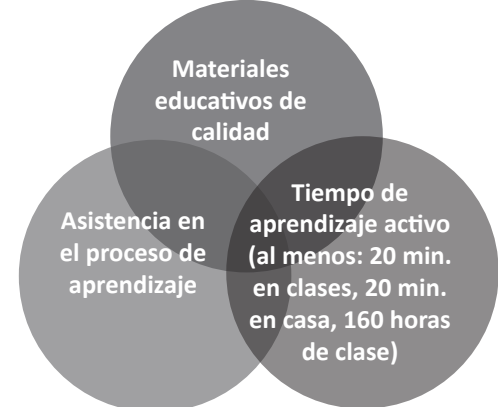 Materiales
educativos de
calidad
Asistencia en
el proceso de
aprendizaje
Tiempo de
aprendizaje activo
(al menos: 20 min.
en clases, 20 min.
en casa, 160 horas
de clase)